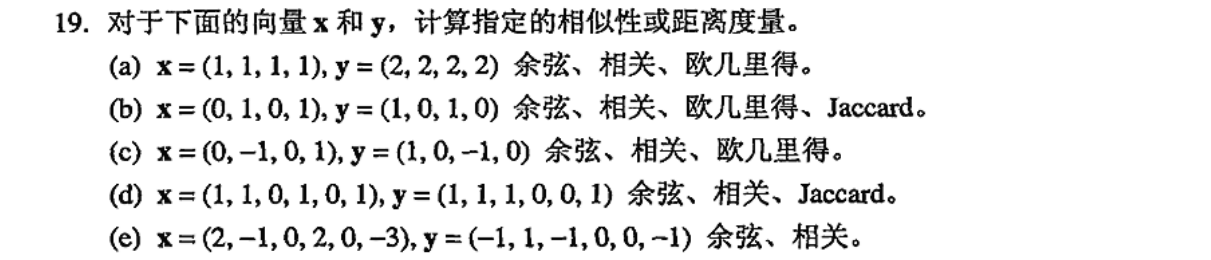 19. 对于下面的向量 x 和 y，计算指定的相似性或距离度量。
(a) x = (1, 1, 1, 1), y = (2, 2, 2, 2) 余弦、相关、欧几里得。
(b) x = (0, 1, 0, 1), y = (1, 0, 1, 0) 余弦、相关、欧几里得、Jaccard。
(c) x = (0, −1, 0, 1), y = (1, 0, −1, 0) 余弦、相关、欧几里得。
(d) x = (1, 1, 0, 1, 0, 1), y = (1, 1, 1, 0, 0, 1) 余弦、相关、Jaccard。
(e) x = (2, −1, 0, 2, 0, −3), y = (−1, 1, −1, 0, 0, −1) 余弦、相关。